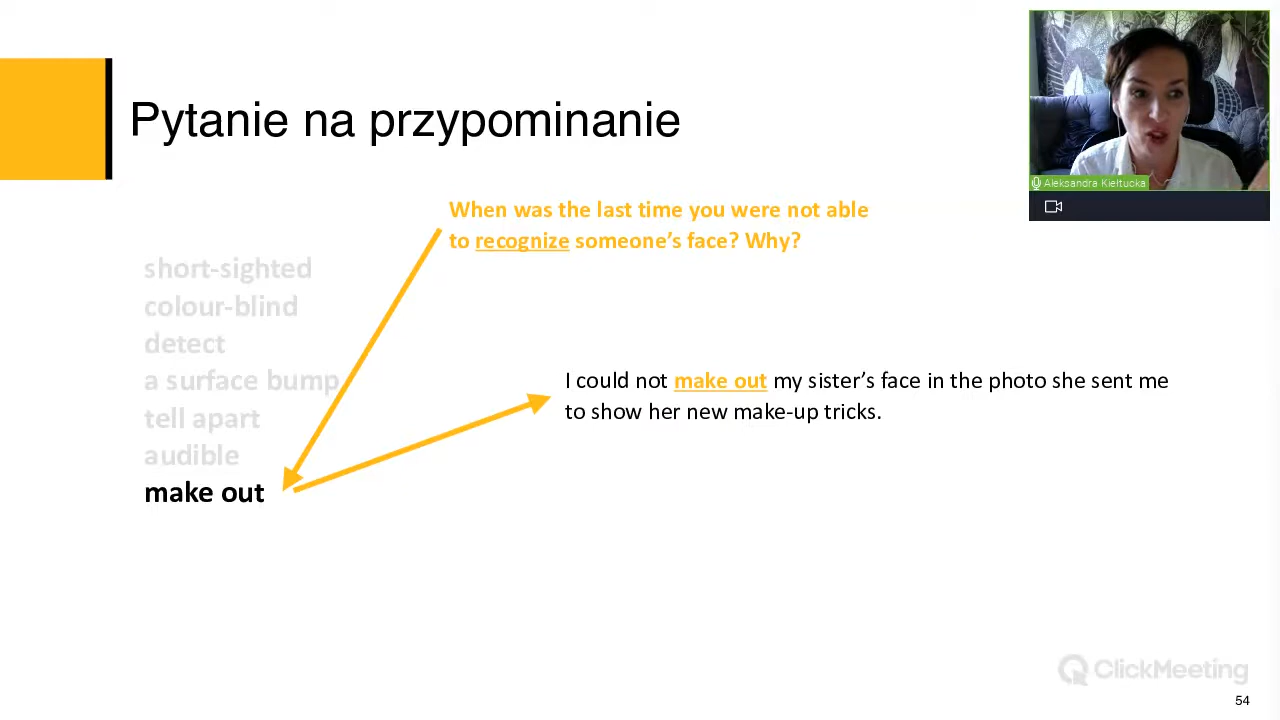 Pytanie na przypominanie
Aleksandra Kiełtucka
When was the last time you were not able
to recognize someone's face? Why?
short-sighted
colour-blind
detect
a surface bump
tell apart
audible
make out
I could not make out my sister's face in the photo she sent me
to show her new make-up tricks.
ClickMeeting
54